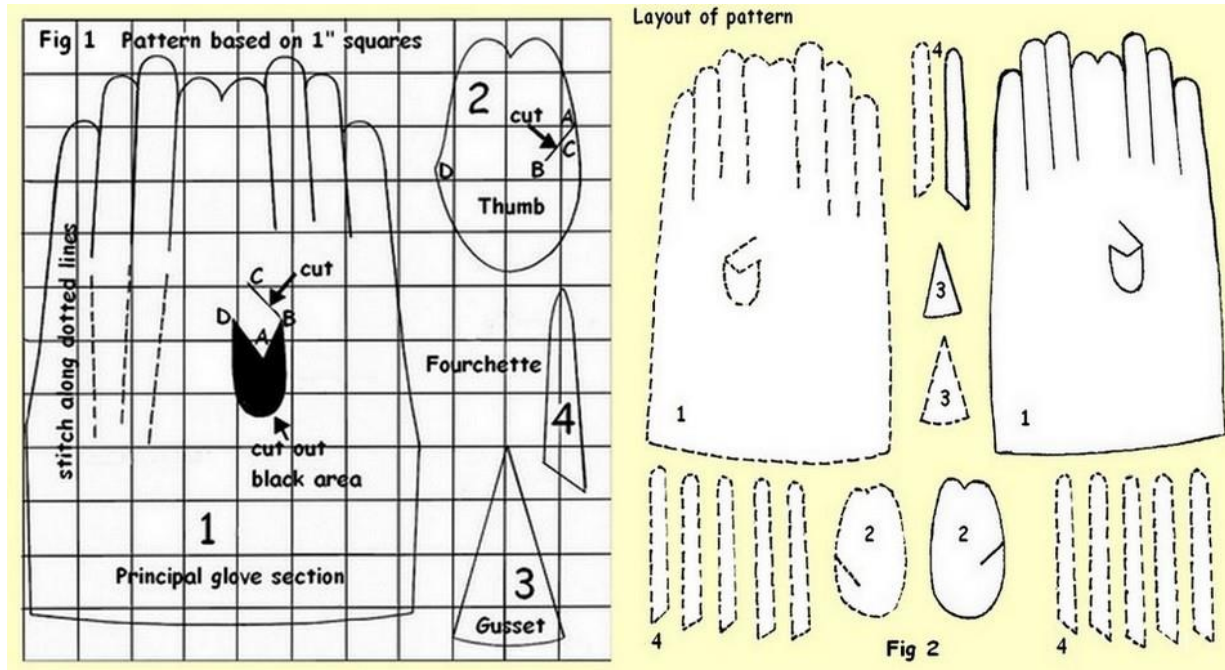 Fig 1 Pattern based on 1" squares
2
cut
A
C
B
D
Thumb
stitch along dotted lines
C
cut
D
B
A
Fourchette
4
cut out
black area
1
Principal glove section
3
Gusset
Layout of pattern
4
3
3
1
1
2
2
4
4
Fig 2